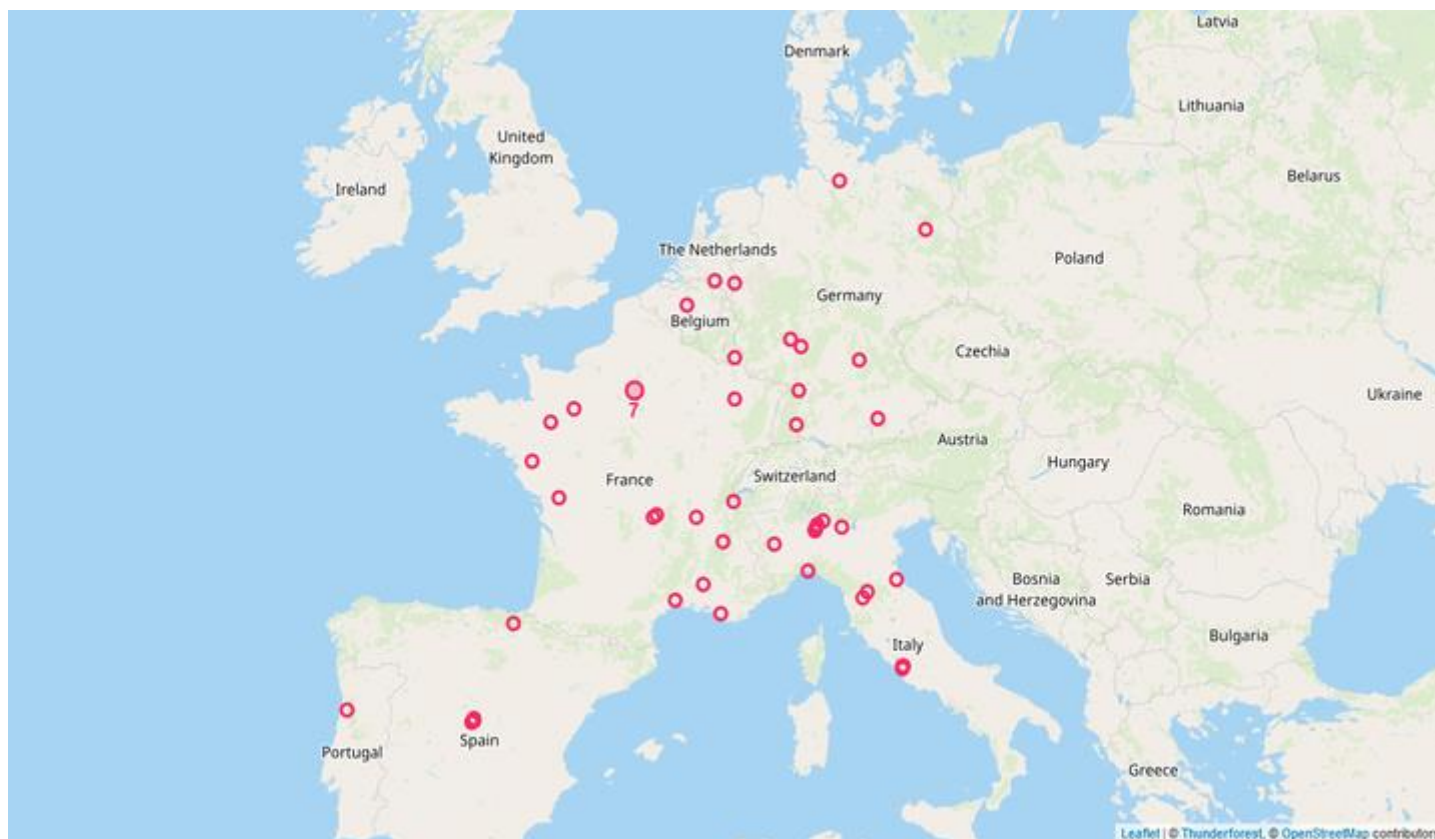 Latvia
Denmark
Lithuania
United
Kingdom
Belarus
Ireland
The Netherlands
Poland
Germany
Belgium
Czechia
Ukraine
7
Austria
Hungary
France
Switzerland
Romania
Bosnia
and Herzegovina
Serbia
Bulgaria
Italy
Spain
Portugal
Greece
Leaflet | © Thunderforest, © OpenStreetMap contributor